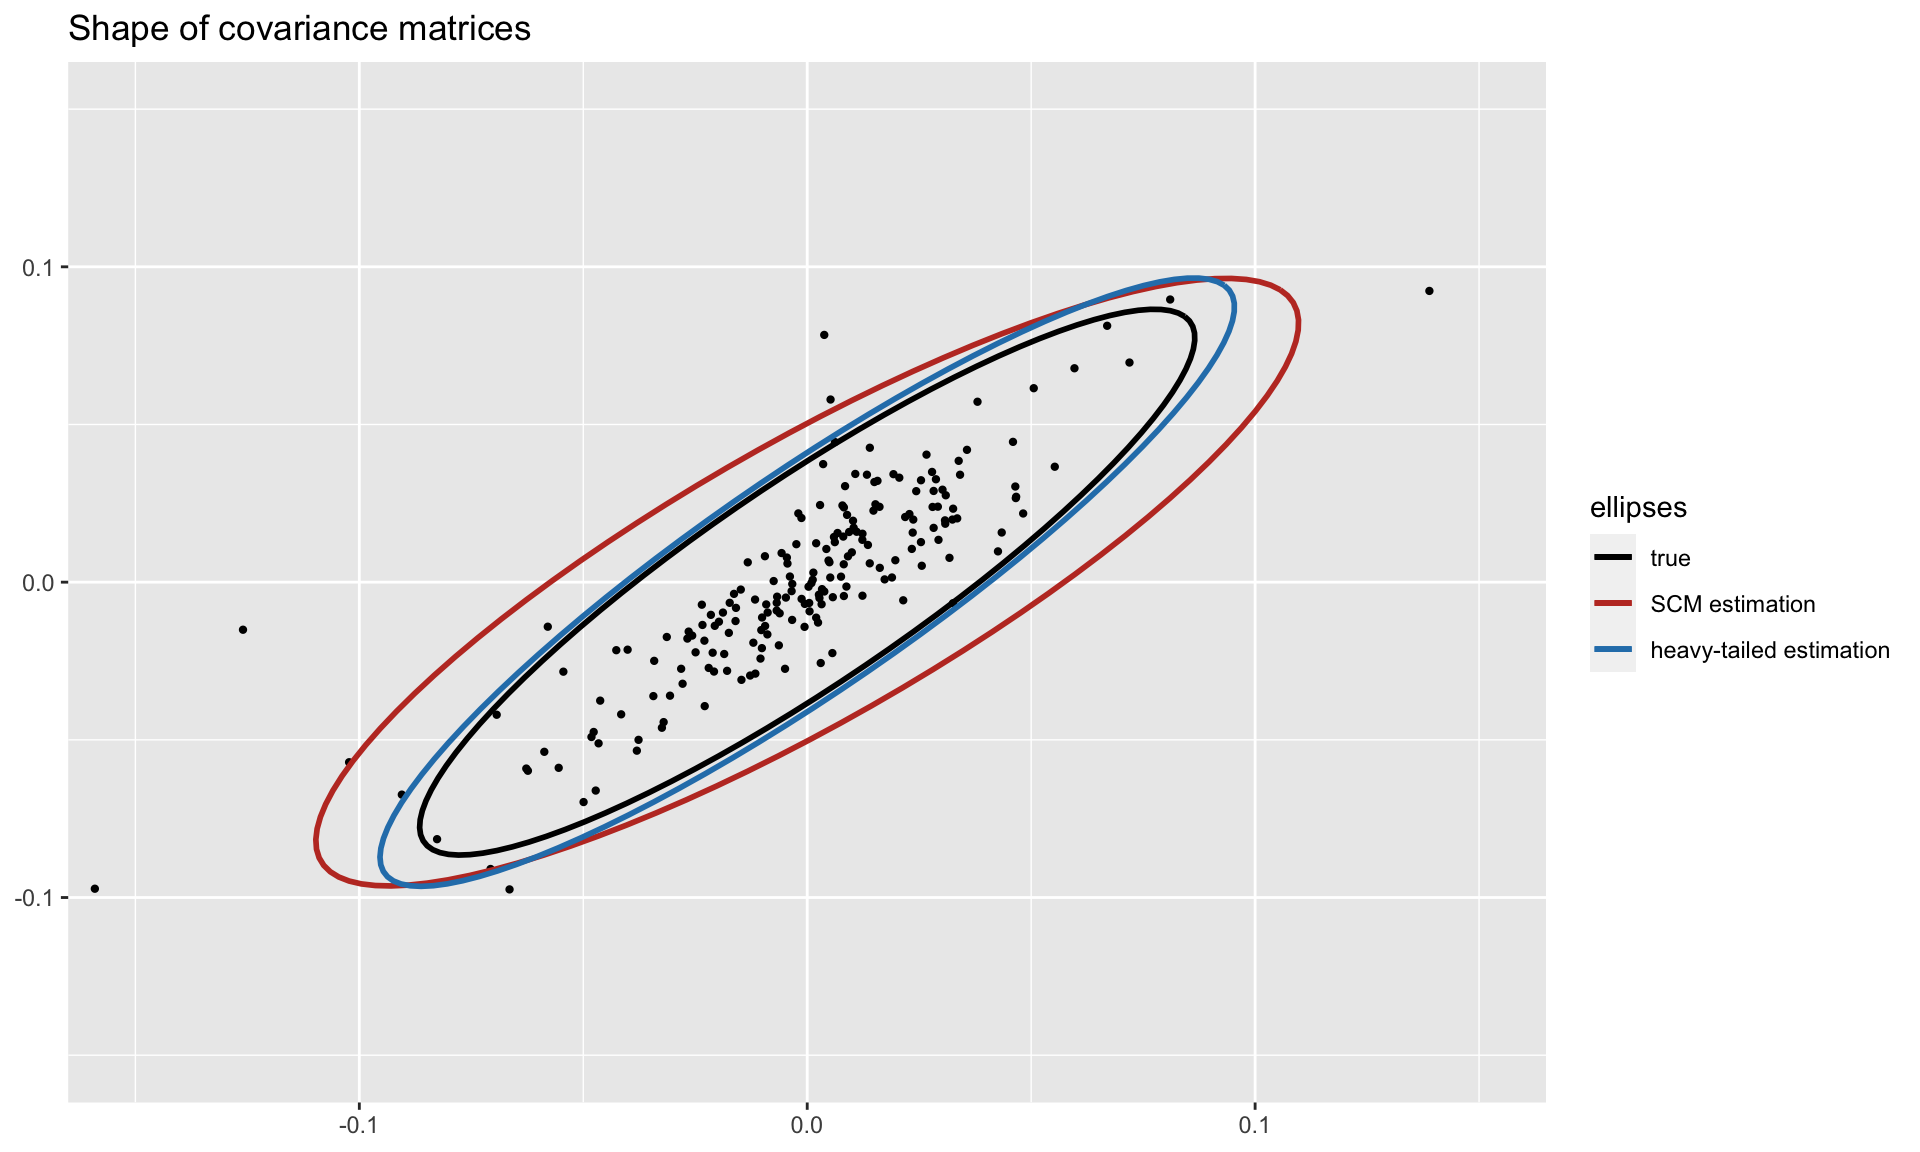 Shape of covariance matrices
0.1
0.0
-0.1
-0.1
0.0
0.1
ellipses
true
SCM estimation
heavy-tailed estimation